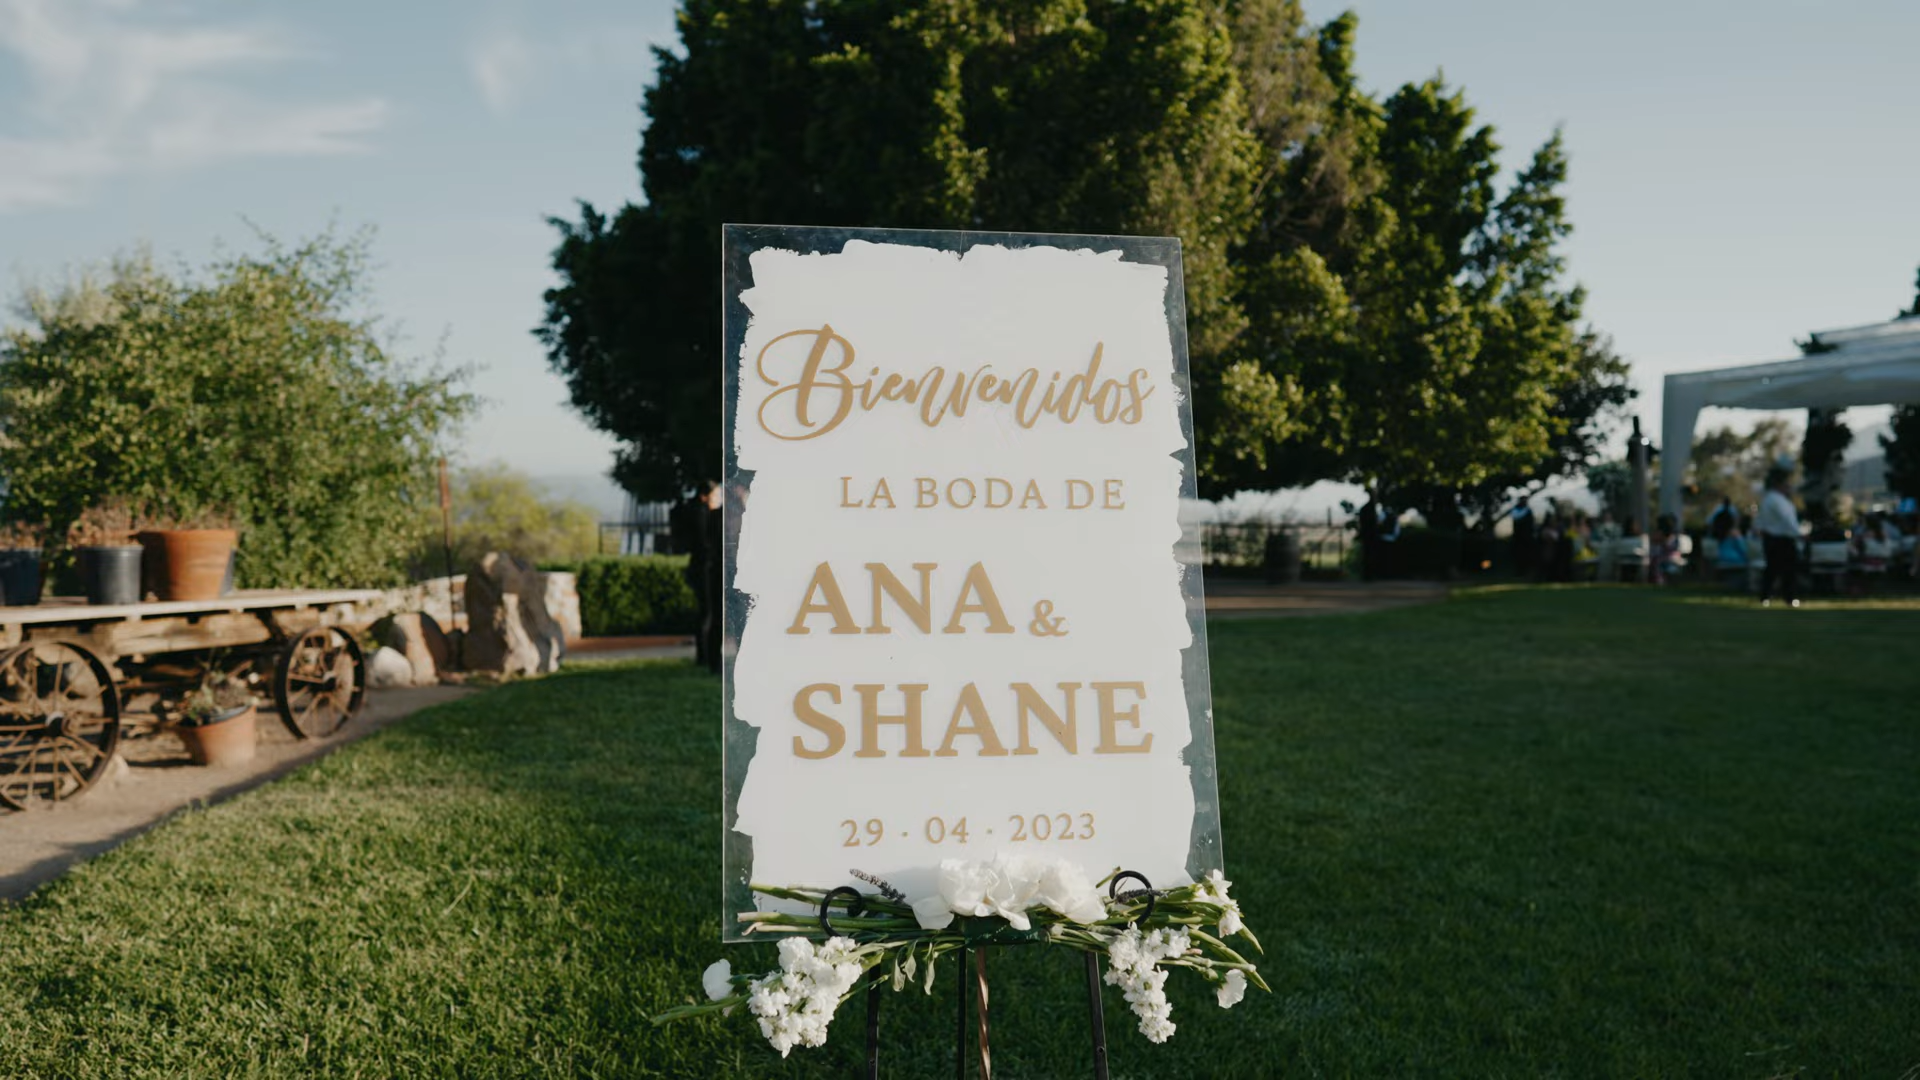 Bienvenidos
LA BODA DE
ANA &
SHANE
29 · 04 · 2023